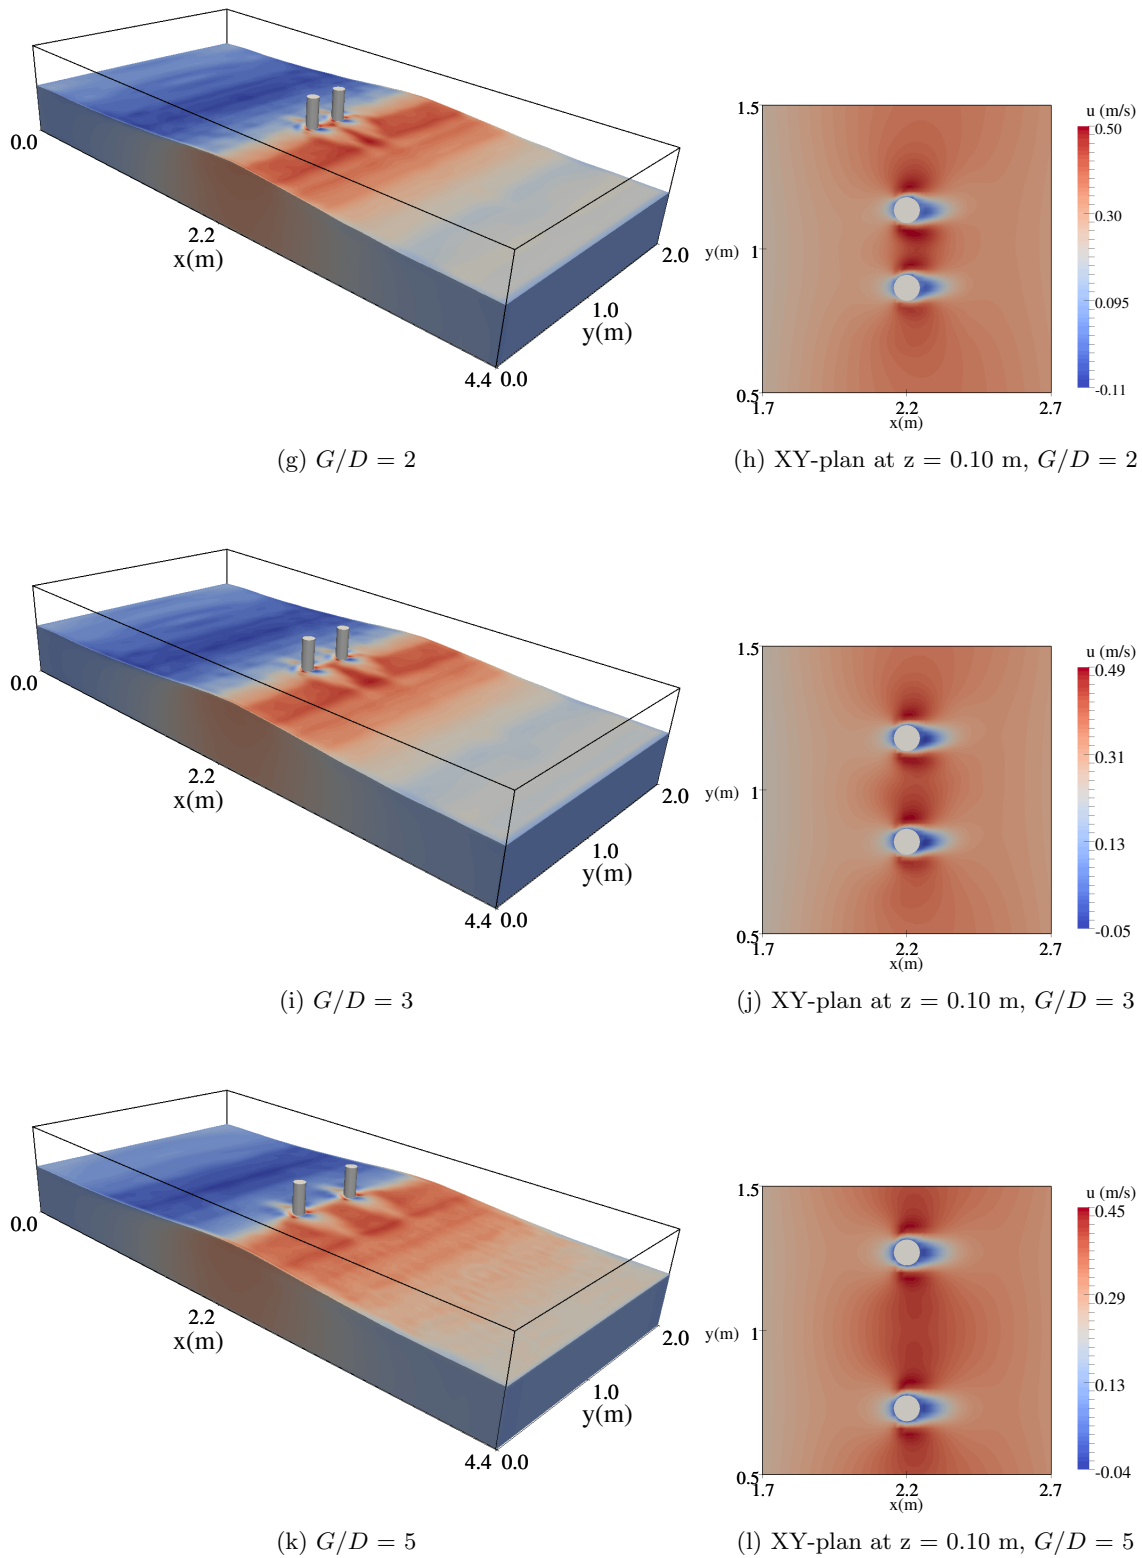 0.0
2.2
x(m)
2.0
1.0
y(m)
4.4 0.0
1.5
y(m) 1
0.5
1.7 2.2 2.7
x(m)
u (m/s)
0.50
0.30
0.095
-0.11
(g) G/D = 2
(h) XY-plan at z = 0.10 m, G/D = 2
0.0
2.2
x(m)
2.0
1.0
y(m)
4.4 0.0
1.5
y(m) 1
0.5
1.7 2.2 2.7
x(m)
u (m/s)
0.49
0.31
0.13
-0.05
(i) G/D = 3
(j) XY-plan at z = 0.10 m, G/D = 3
0.0
2.2
x(m)
2.0
1.0
y(m)
4.4 0.0
1.5
y(m) 1
0.5
1.7 2.2 2.7
x(m)
u (m/s)
0.45
0.29
0.13
-0.04
(k) G/D = 5
(l) XY-plan at z = 0.10 m, G/D = 5